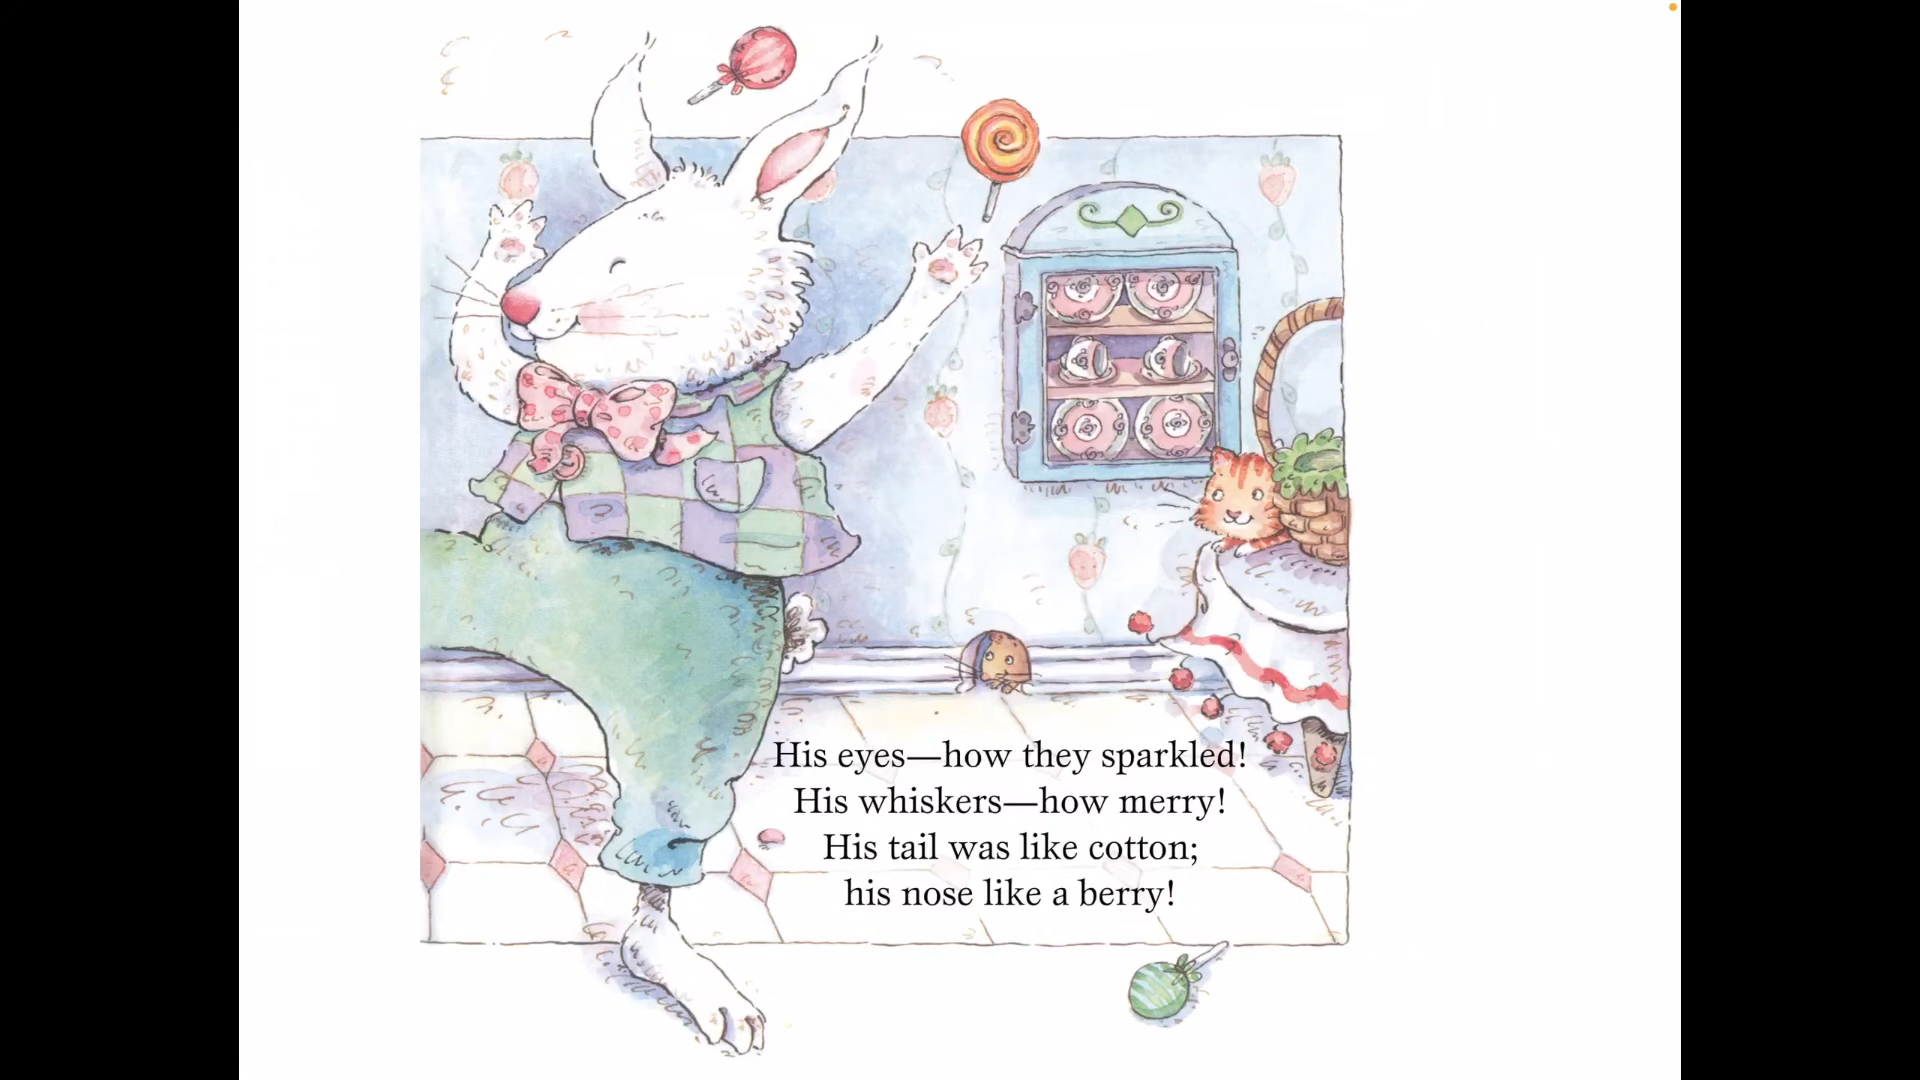 His eyes—how they sparkled!
His whiskers—how merry!
His tail was like cotton;
his nose like a berry!